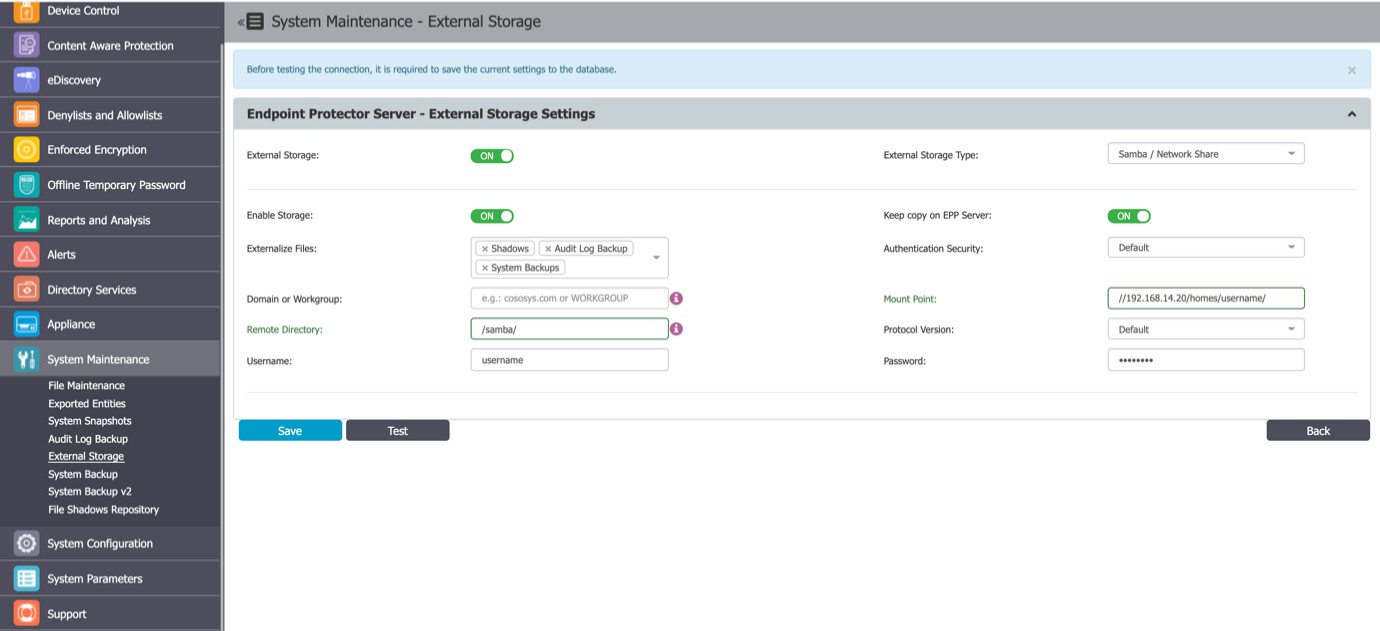 Device Control
Content Aware Protection
eDiscovery
Denylists and Allowlists
Enforced Encryption
Offline Temporary Password
Reports and Analysis
Alerts
Directory Services
Appliance
System Maintenance
File Maintenance
Exported Entities
System Snapshots
Audit Log Backup
External Storage
System Backup
System Backup v2
File Shadows Repository
System Configuration
System Parameters
Support
System Maintenance - External Storage
Before testing the connection, it is required to save the current settings to the database.
Endpoint Protector Server - External Storage Settings
External Storage: ON External Storage Type: Samba / Network Share
Enable Storage: ON Keep copy on EPP Server: ON
Externalize Files: × Shadows × Audit Log Backup Authentication Security: Default
× System Backups
Domain or Workgroup: e.g.: cososys.com or WORKGROUP Mount Point: //192.168.14.20/homes/username/
Remote Directory: /samba/ Protocol Version: Default
Username: username Password: ••••••••
Save Test Back